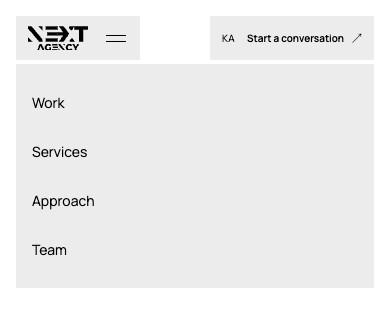 NEXT
AGENCY
KA
Start a conversation
Work
Services
Approach
Team